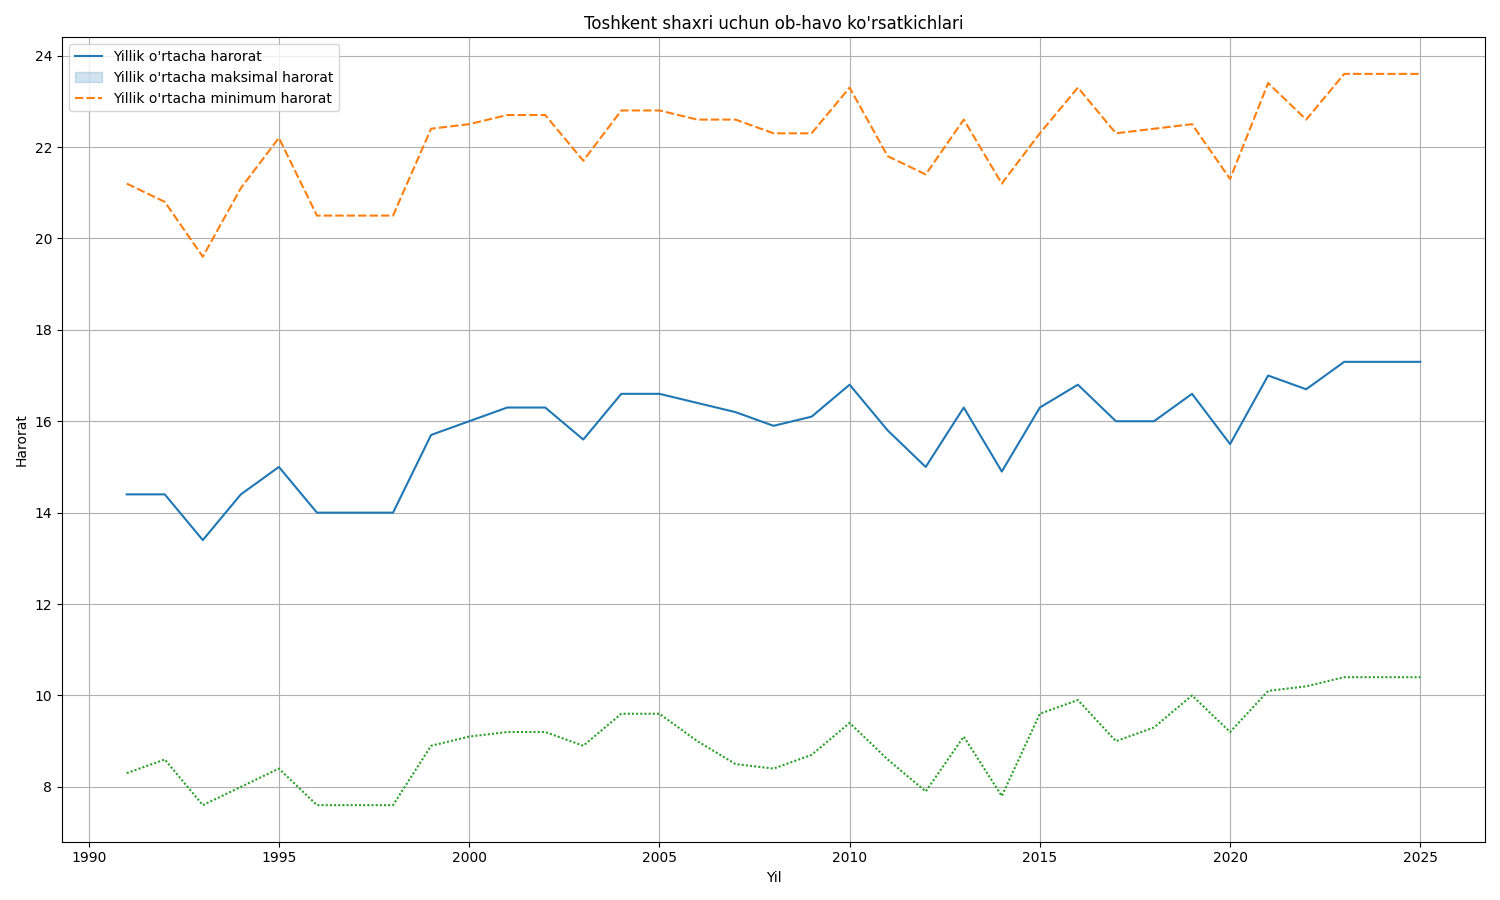 Toshkent shaxri uchun ob-havo ko'rsatkichlari
Yillik o'rtacha harorat
Yillik o'rtacha maksimal harorat
Yillik o'rtacha minimum harorat
24
22
20
18
16
14
12
10
8
Harorat
1990 1995 2000 2005 2010 2015 2020 2025
Yil